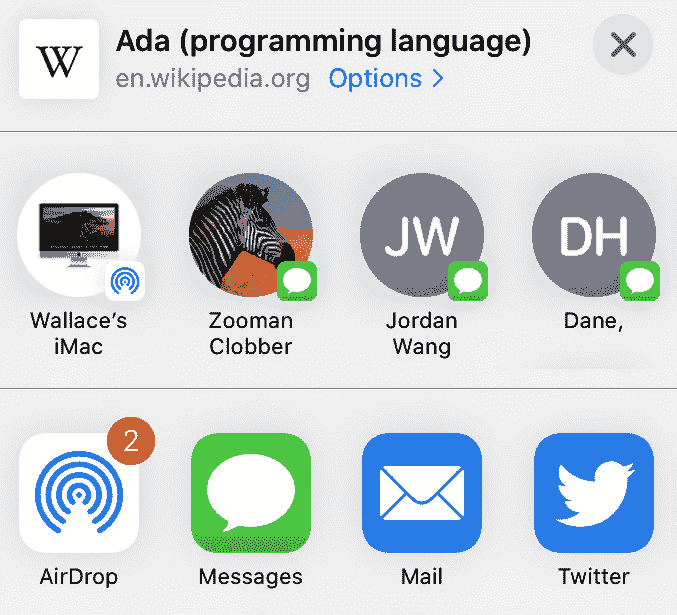 W
Ada (programming language)
en.wikipedia.org Options >
JW
DH
Wallace's
iMac
Zooman
Clobber
Jordan
Wang
Dane,
2
AirDrop
Messages
Mail
Twitter